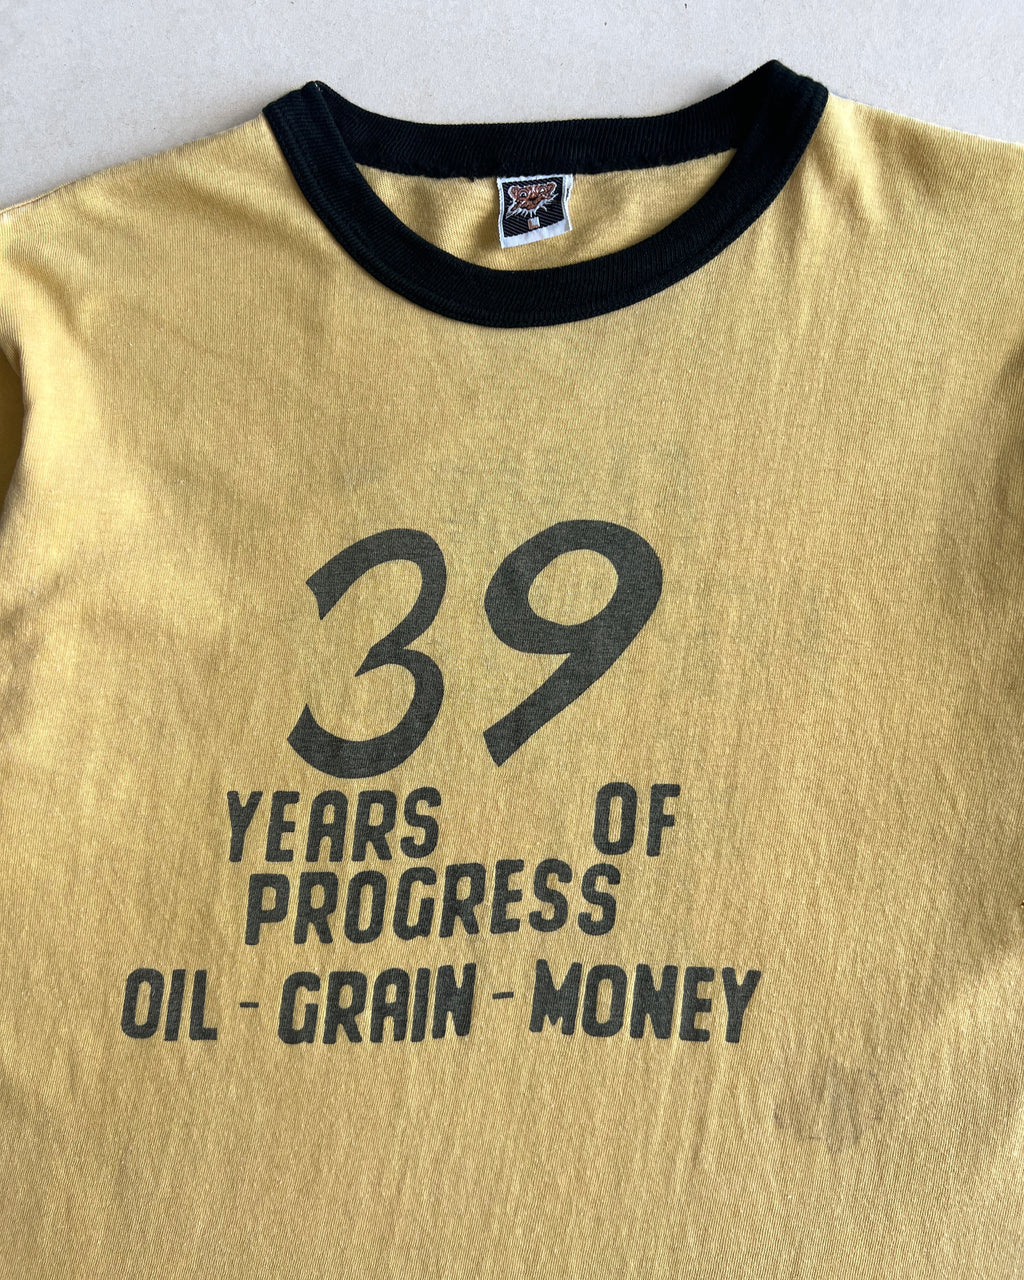 39
YEARS OF
PROGRESS
OIL - GRAIN - MONEY